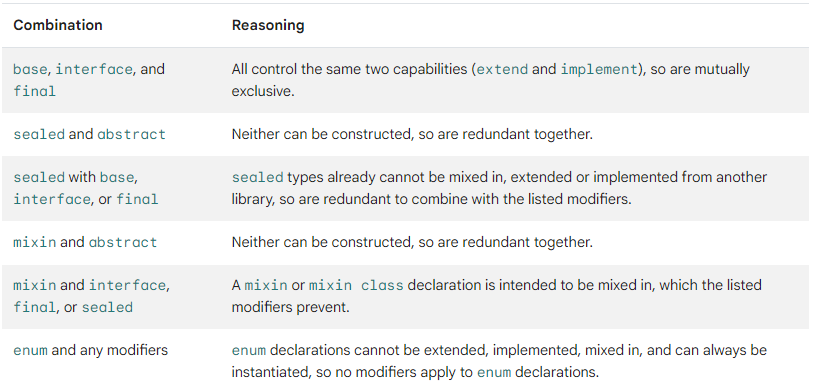 Combination Reasoning
base, interface, and All control the same two capabilities (extend and implement), so are mutually
final exclusive.
sealed and abstract Neither can be constructed, so are redundant together.
sealed with base, sealed types already cannot be mixed in, extended or implemented from another
interface, or final library, so are redundant to combine with the listed modifiers.
mixin and abstract Neither can be constructed, so are redundant together.
mixin and interface, A mixin or mixin class declaration is intended to be mixed in, which the listed
final, or sealed modifiers prevent.
enum and any modifiers enum declarations cannot be extended, implemented, mixed in, and can always be
instantiated, so no modifiers apply to enum declarations.